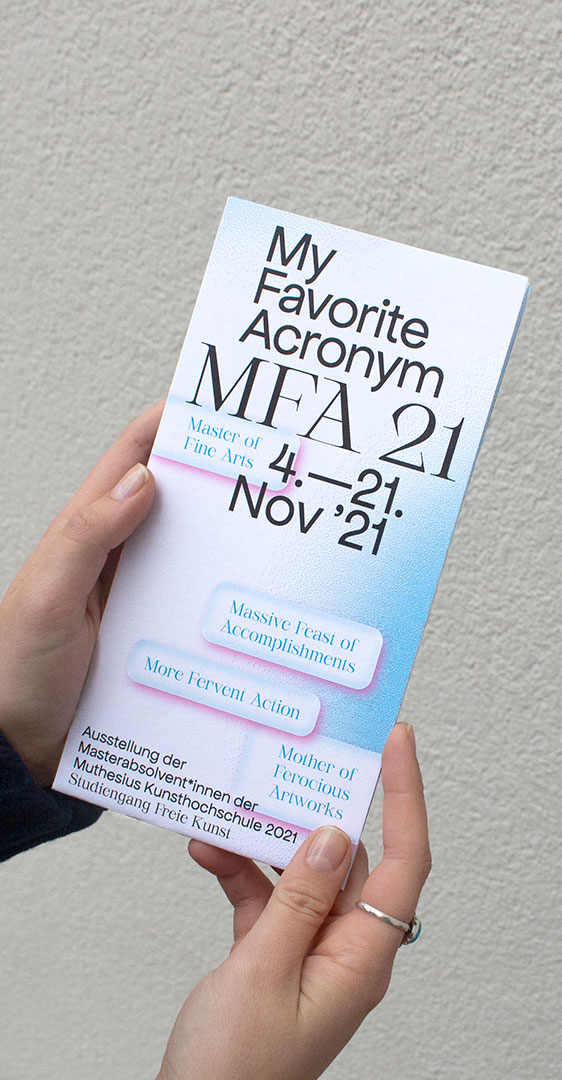 My
Favorite
Acronym
MFA 21
Master of
Fine Arts
4.—21.
Nov ’21
Massive Feast of
Accomplishments
More Fervent Action
Mother of
Ferocious
Artworks
Ausstellung der
Masterabsolvent*innen der
Muthesius Kunsthochschule 2021
Studiengang Freie Kunst